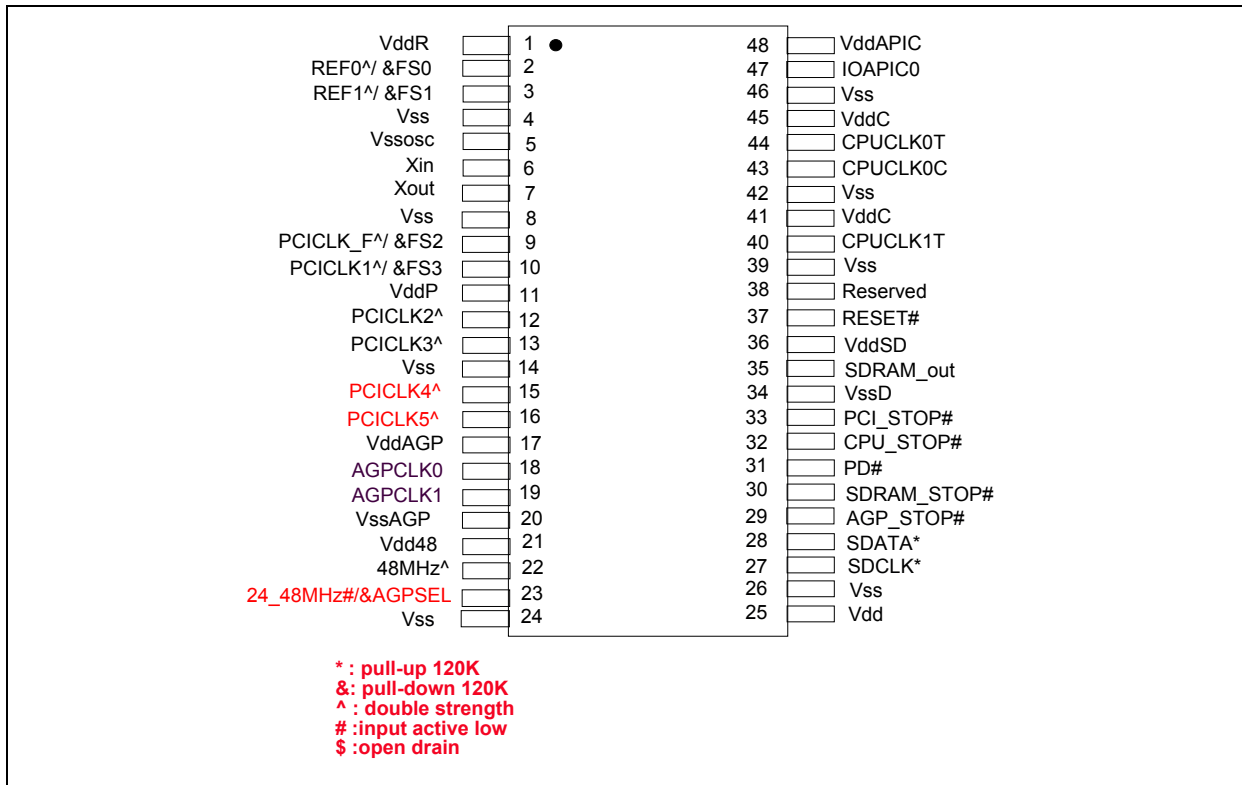 VddR 1 48 VddAPIC
REF0^/ &FS0 2 47 IOAPIC0
REF1^/ &FS1 3 46 Vss
Vss 4 45 VddC
Vssosc 5 44 CPUCLK0T
Xin 6 43 CPUCLK0C
Xout 7 42 Vss
Vss 8 41 VddC
PCICLK_F^/ &FS2 9 40 CPUCLK1T
PCICLK1^/ &FS3 10 39 Vss
VddP 11 38 Reserved
PCICLK2^ 12 37 RESET#
PCICLK3^ 13 36 VddSD
Vss 14 35 SDRAM_out
PCICLK4^ 15 34 VssD
PCICLK5^ 16 33 PCI_STOP#
VddAGP 17 32 CPU_STOP#
AGPCLK0 18 31 PD#
AGPCLK1 19 30 SDRAM_STOP#
VssAGP 20 29 AGP_STOP#
Vdd48 21 28 SDATA*
48MHz^ 22 27 SDCLK*
24_48MHz#/&AGPSEL 23 26 Vss
Vss 24 25 Vdd
* : pull-up 120K
&: pull-down 120K
^ : double strength
# :input active low
$ :open drain